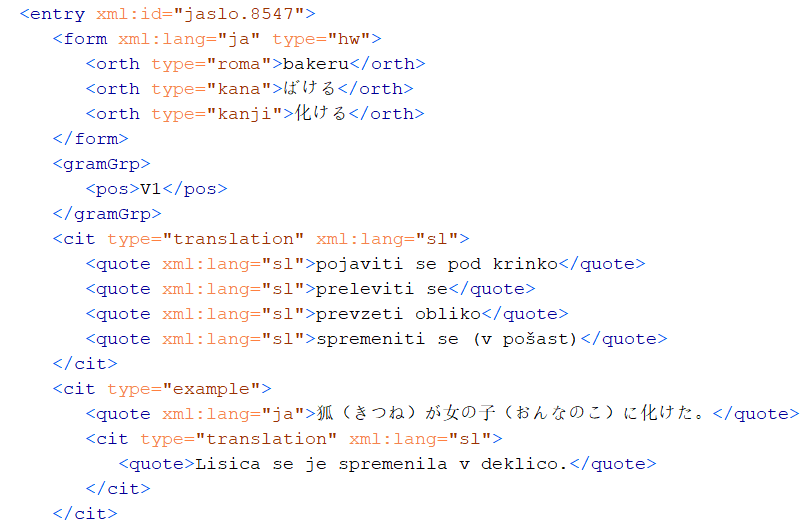 <entry xml:id="jaslo.8547">
<form xml:lang="ja" type="hw">
<orth type="roma">bakeru</orth>
<orth type="kana">ばける</orth>
<orth type="kanji">化ける</orth>
</form>
<gramGrp>
<pos>V1</pos>
</gramGrp>
<cit type="translation" xml:lang="sl">
<quote xml:lang="sl">pojaviti se pod krinko</quote>
<quote xml:lang="sl">preleviti se</quote>
<quote xml:lang="sl">prevzeti obliko</quote>
<quote xml:lang="sl">spremeniti se (v pošast)</quote>
</cit>
<cit type="example">
<quote xml:lang="ja">狐（きつね）が女の子（おんなのこ）に化けた。</quote>
<cit type="translation" xml:lang="sl">
<quote>Lisica se je spremenila v deklico.</quote>
</cit>
</cit>